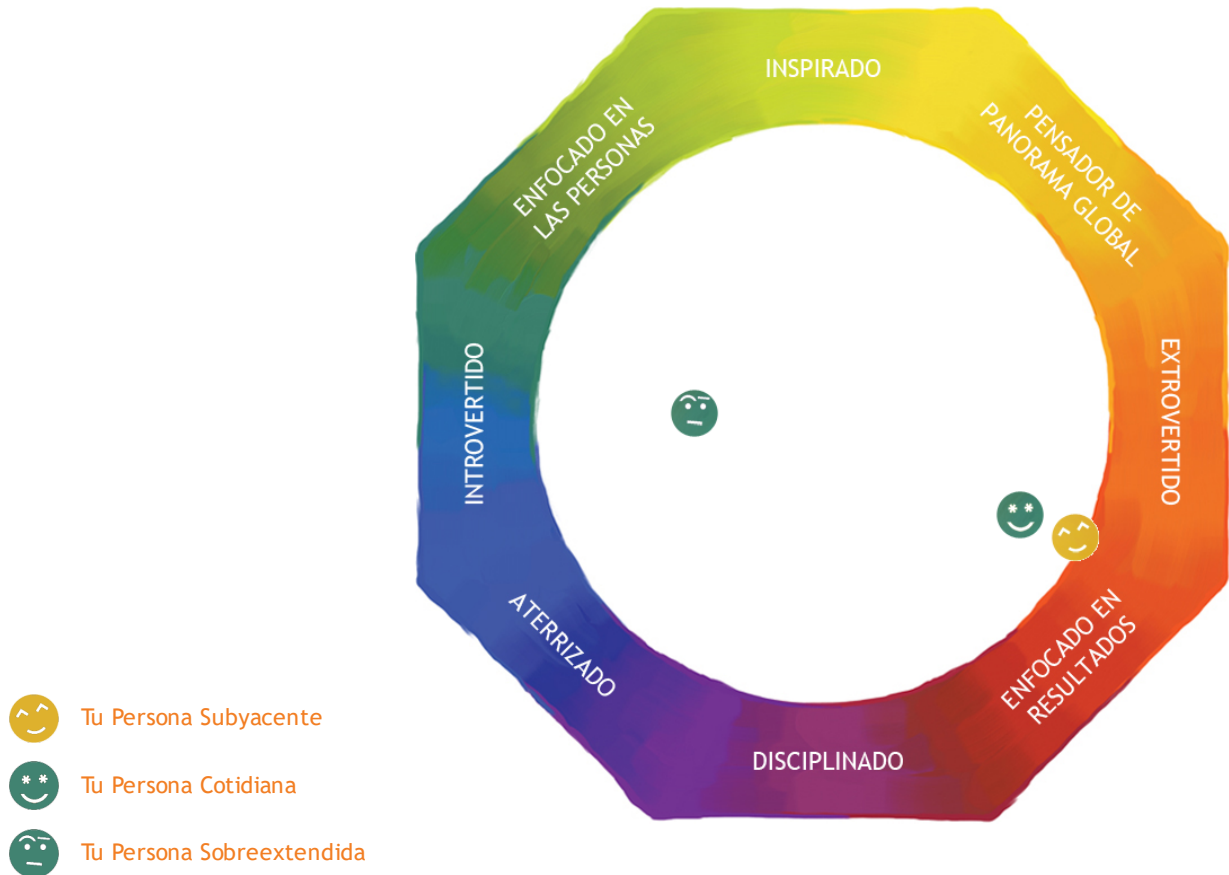 INSPIRADO
PENSADOR DE
PANORAMA GLOBAL
ENFOCADO EN
LAS PERSONAS
EXTROVERTIDO
INTROVERTIDO
ENFOCADO EN
RESULTADOS
ATERRIZADO
DISCIPLINADO
Tu Persona Subyacente
Tu Persona Cotidiana
Tu Persona Sobreextendida